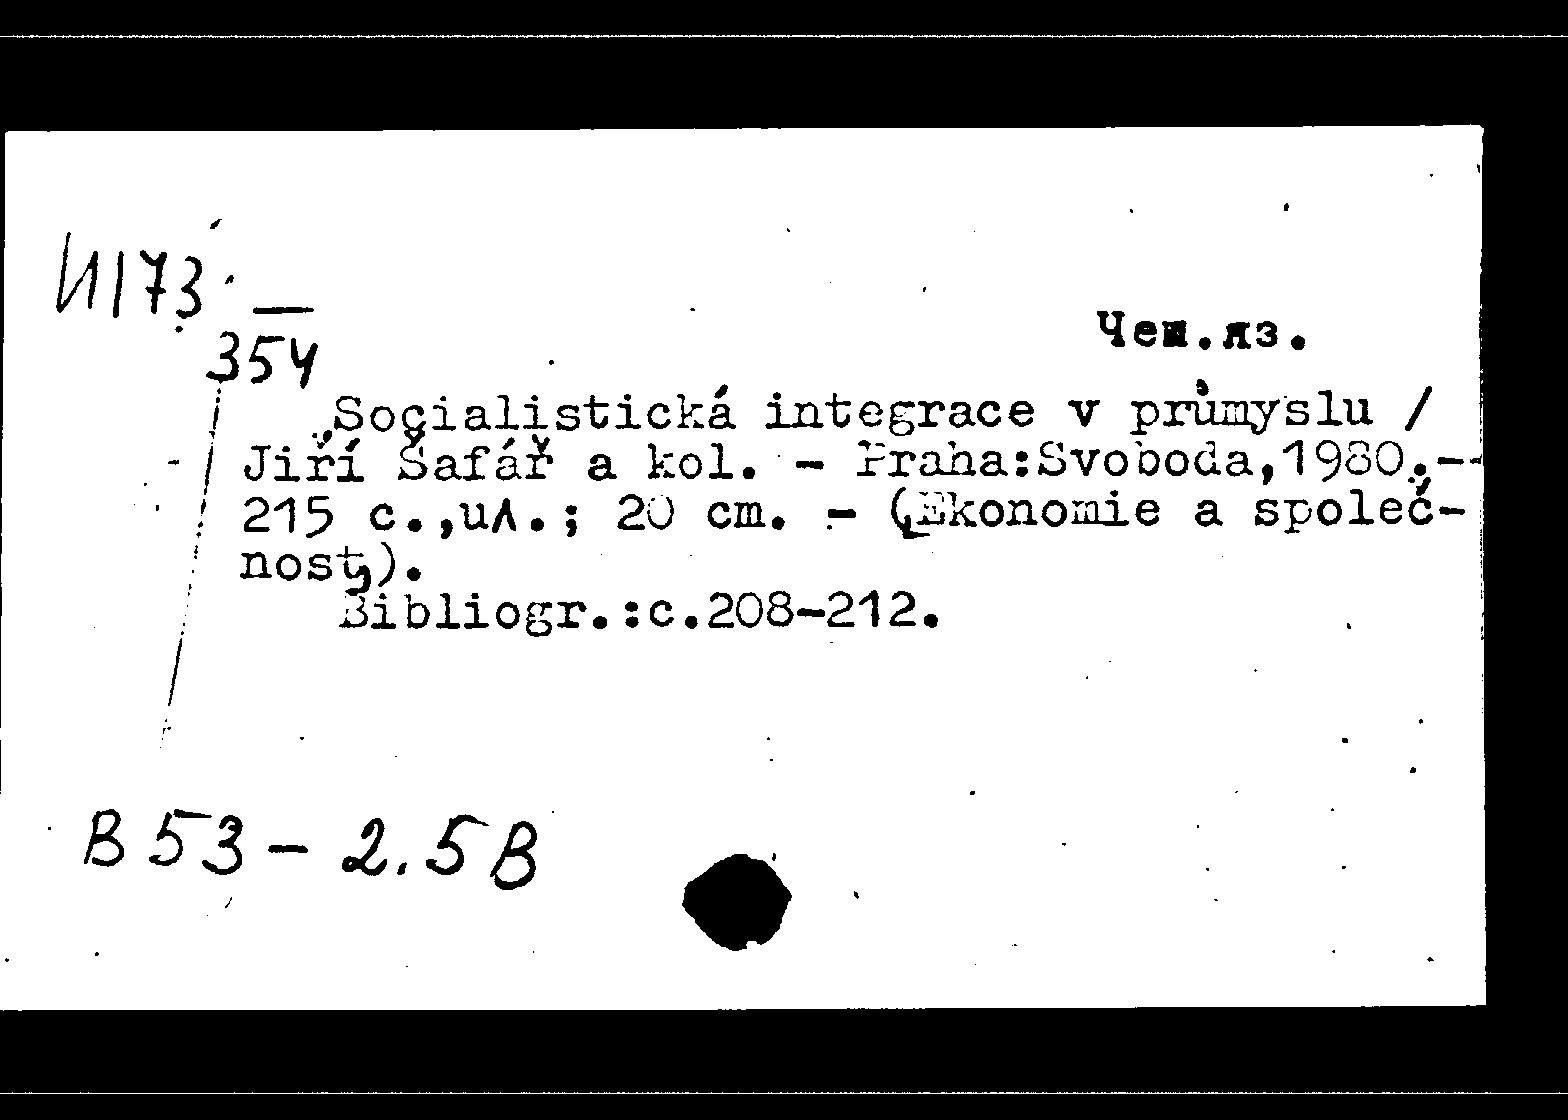 И173 —
354
Чеш.яз.
Socialistická integrace v průmyslu /
Jiří Šafář a kol. - Praha:Svoboda,1980.-
215 с.,ил.; 20 cm. - (Ekonomie a společ-
nost).
Bibliogr.:c.208-212.
В 53 - 2.5 В